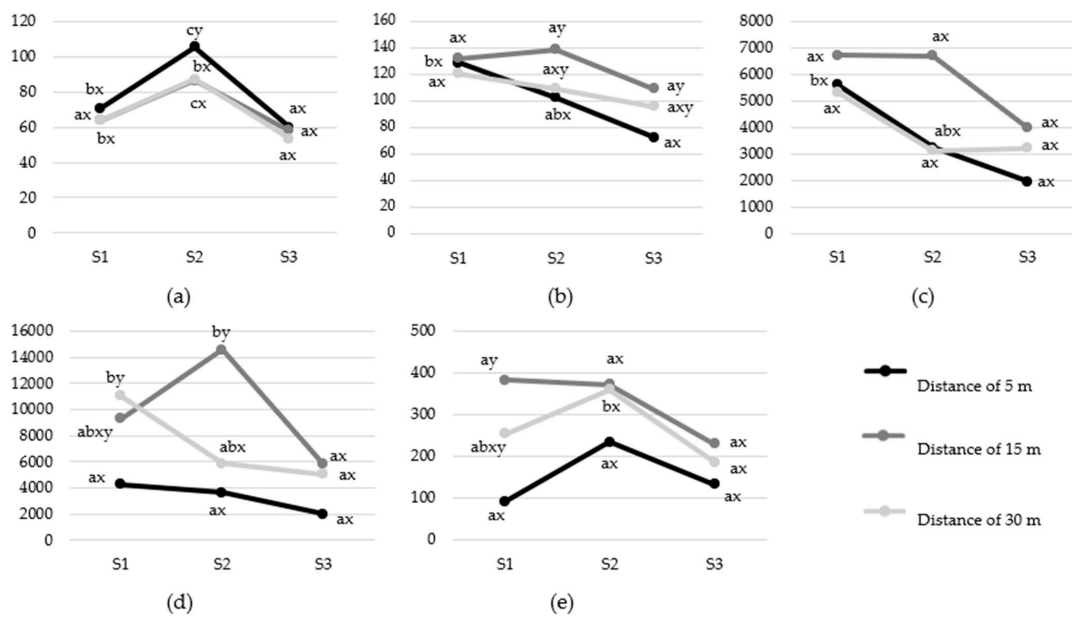 120
100
80
60
40
20
0
bx
ax
bx
cy
bx
cx
ax
ax
ax
S1
S2
S3
(a)
160
140
120
100
80
60
40
20
0
ax
bx
ax
ay
axy
abx
ay
axy
ax
S1
S2
S3
(b)
8000
7000
6000
5000
4000
3000
2000
1000
0
ax
bx
ax
ax
abx
ax
ax
ax
ax
S1
S2
S3
(c)
16000
14000
12000
10000
8000
6000
4000
2000
0
by
abxy
ax
by
abx
ax
ax
ax
ax
S1
S2
S3
(d)
500
400
300
200
100
0
ay
abxy
ax
ax
bx
ax
ax
ax
ax
S1
S2
S3
(e)
Distance of 5 m
Distance of 15 m
Distance of 30 m